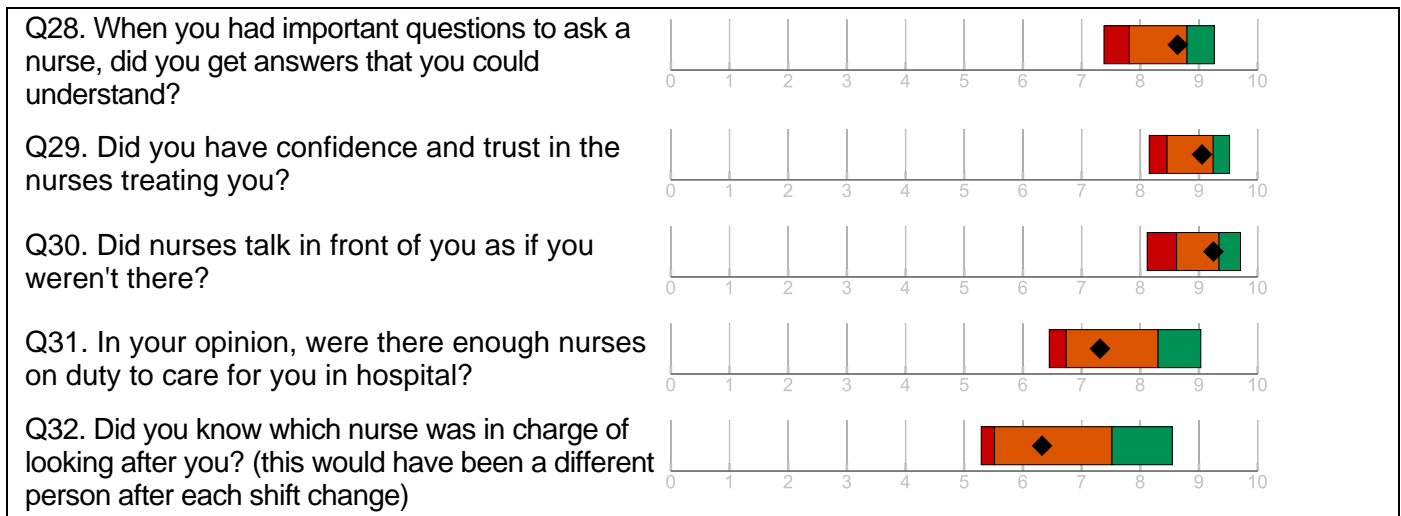 Q28. When you had important questions to ask a
nurse, did you get answers that you could
understand?
0 1 2 3 4 5 6 7 8 9 10
Q29. Did you have confidence and trust in the
nurses treating you?
0 1 2 3 4 5 6 7 8 9 10
Q30. Did nurses talk in front of you as if you
weren't there?
0 1 2 3 4 5 6 7 8 9 10
Q31. In your opinion, were there enough nurses
on duty to care for you in hospital?
0 1 2 3 4 5 6 7 8 9 10
Q32. Did you know which nurse was in charge of
looking after you? (this would have been a different
person after each shift change)
0 1 2 3 4 5 6 7 8 9 10